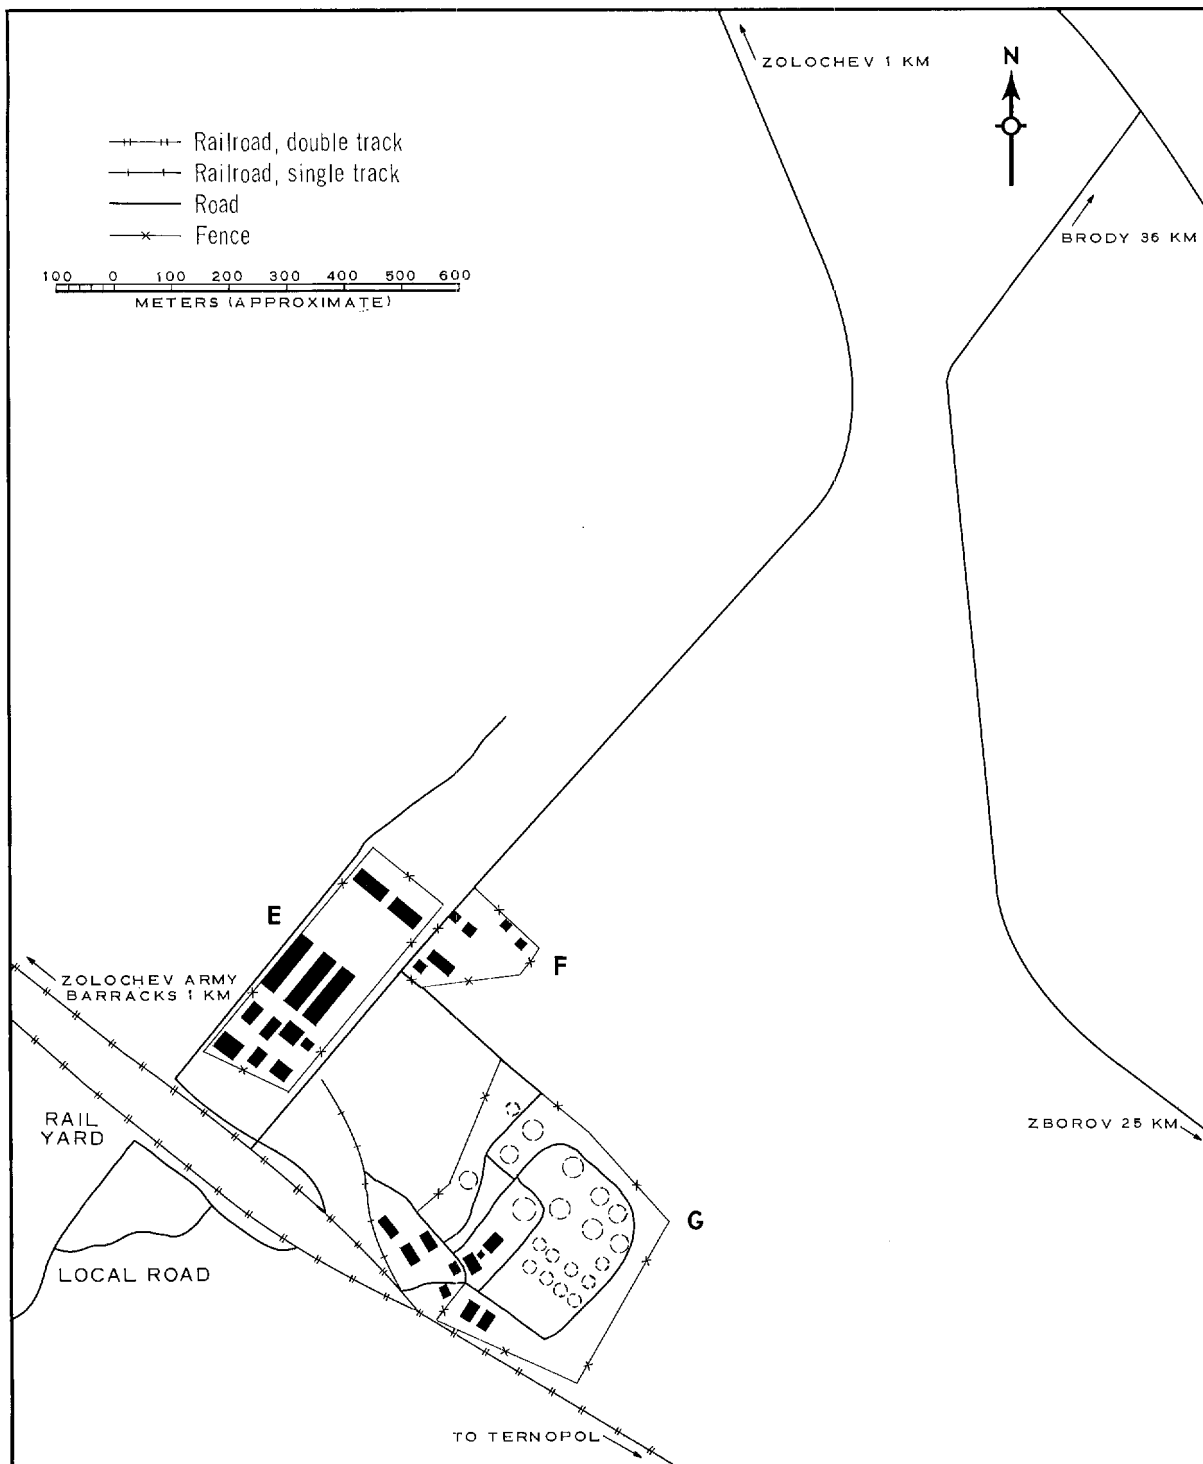 ZOLOCHEV 1 KM
N
Railroad, double track
Railroad, single track
Road
Fence
BRODY 36 KM
100 0 100 200 300 400 500 600
METERS (APPROXIMATE)
E
F
ZOLOCHEV ARMY
BARRACKS 1 KM
RAIL
YARD
ZBOROV 25 KM
G
LOCAL ROAD
TO TERNOPOL